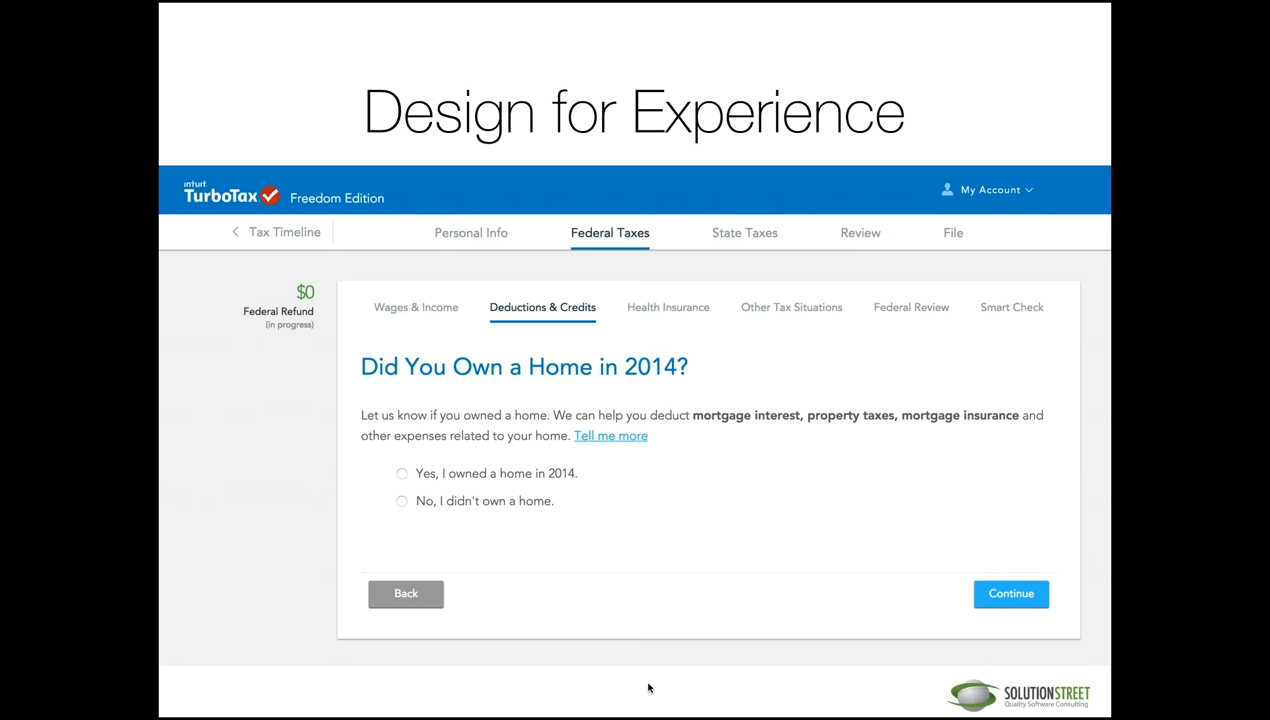 Design for Experience
intuit
TurboTax Freedom Edition
My Account
Tax Timeline
Personal Info
Federal Taxes
State Taxes
Review
File
$0
Federal Refund
(in progress)
Wages & Income
Deductions & Credits
Health Insurance
Other Tax Situations
Federal Review
Smart Check
Did You Own a Home in 2014?
Let us know if you owned a home. We can help you deduct mortgage interest, property taxes, mortgage insurance and
other expenses related to your home. Tell me more
Yes, I owned a home in 2014.
No, I didn't own a home.
Back
Continue
SOLUTIONSTREET
Quality Software Consulting